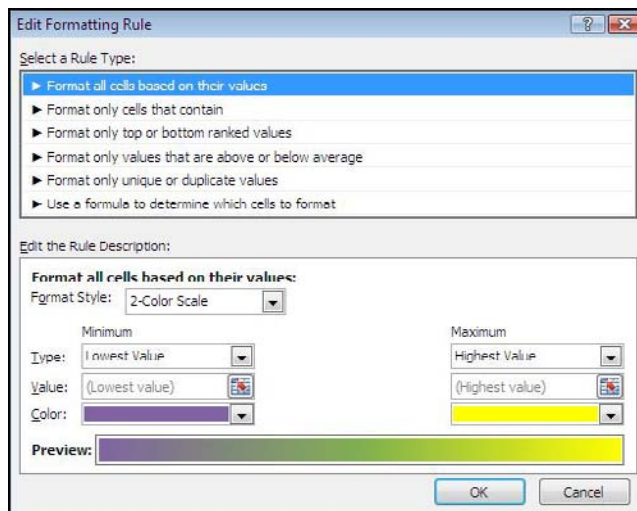 Edit Formatting Rule
Select a Rule Type:
► Format all cells based on their values
► Format only cells that contain
► Format only top or bottom ranked values
► Format only values that are above or below average
► Format only unique or duplicate values
► Use a formula to determine which cells to format
Edit the Rule Description:
Format all cells based on their values:
Format Style: 2-Color Scale
Minimum Maximum
Type: Lowest Value Highest Value
Value: (Lowest value) (Highest value)
Color:
Preview:
OK Cancel